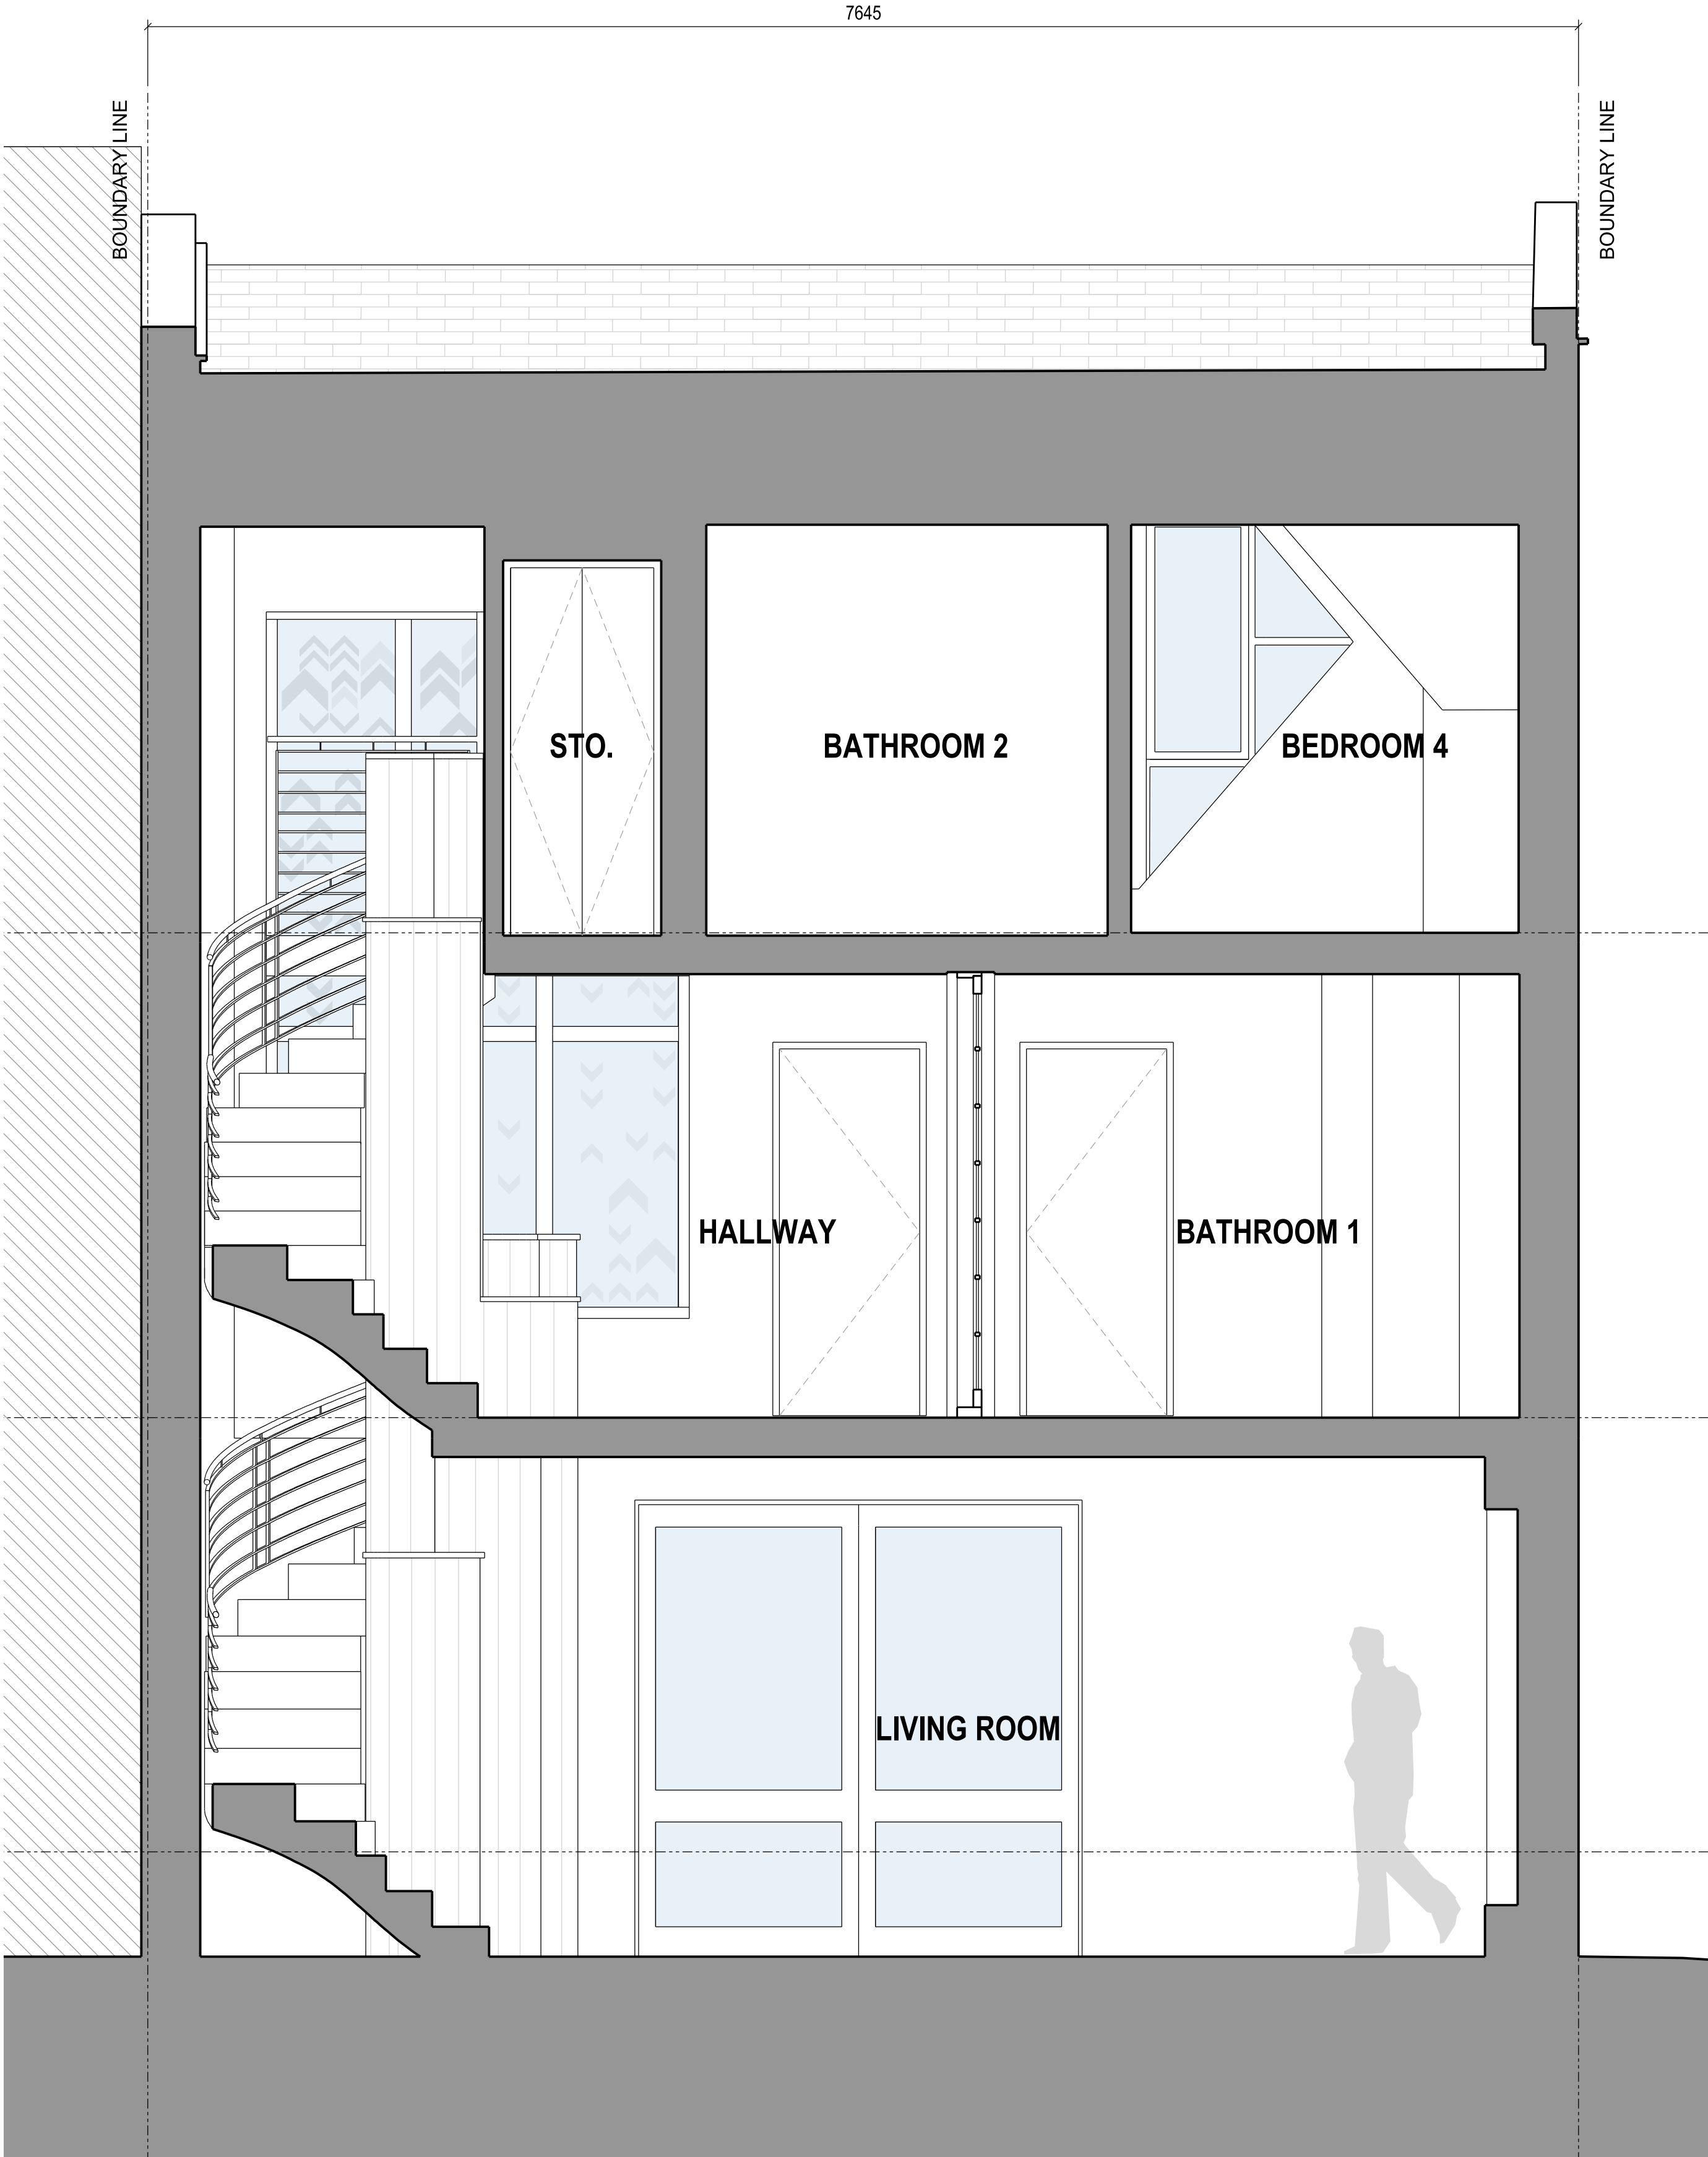 7645
BOUNDARY LINE
BOUNDARY LINE
STO.
BATHROOM 2
BEDROOM 4
HALLWAY
BATHROOM 1
LIVING ROOM